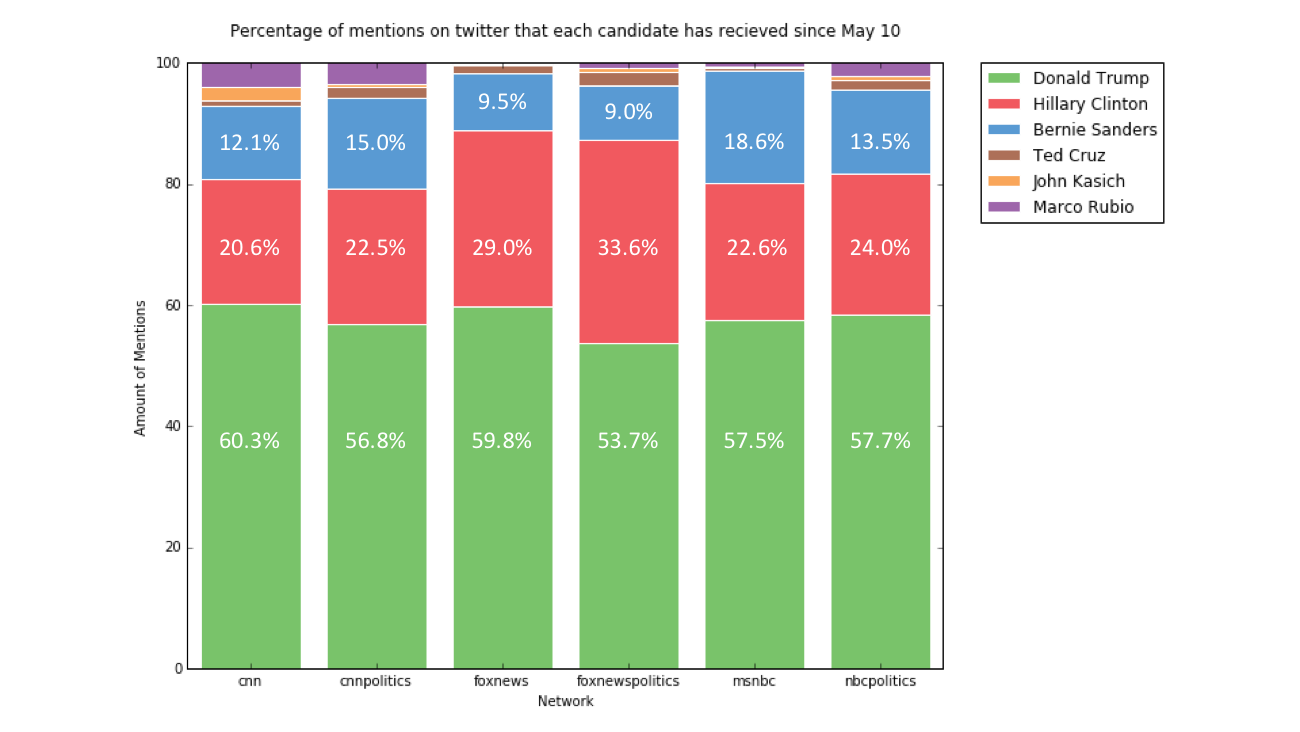 Percentage of mentions on twitter that each candidate has recieved since May 10
100
80
60
40
20
0
Amount of Mentions
12.1% 15.0% 9.5% 9.0% 18.6% 13.5%
20.6% 22.5% 29.0% 33.6% 22.6% 24.0%
60.3% 56.8% 59.8% 53.7% 57.5% 57.7%
cnn cnnpolitics foxnews foxnewspolitics msnbc nbcpolitics
Network
Donald Trump
Hillary Clinton
Bernie Sanders
Ted Cruz
John Kasich
Marco Rubio